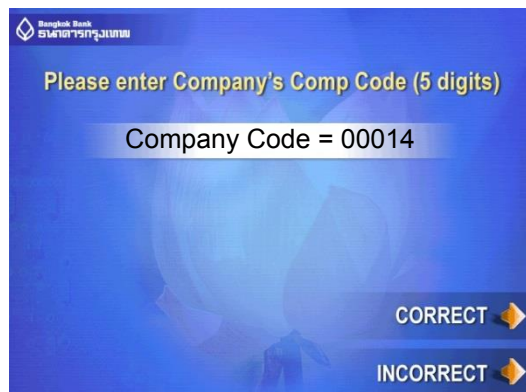 Bangkok Bank
ธนาคารกรุงเทพ
Please enter Company's Comp Code (5 digits)
Company Code = 00014
CORRECT
INCORRECT